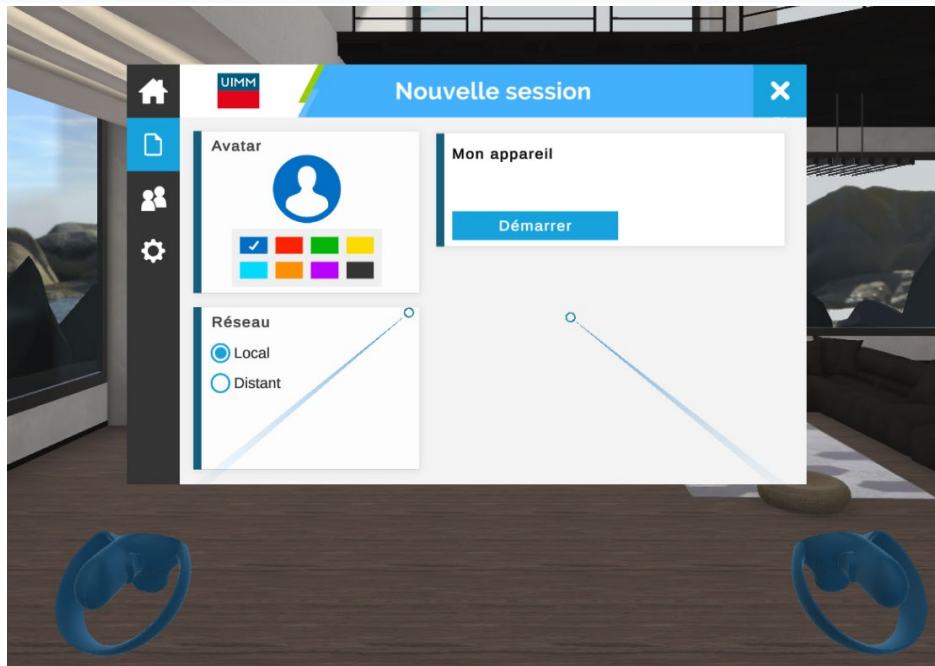 UIMM
Nouvelle session
Avatar
Mon appareil
Démarrer
Réseau
Local
Distant